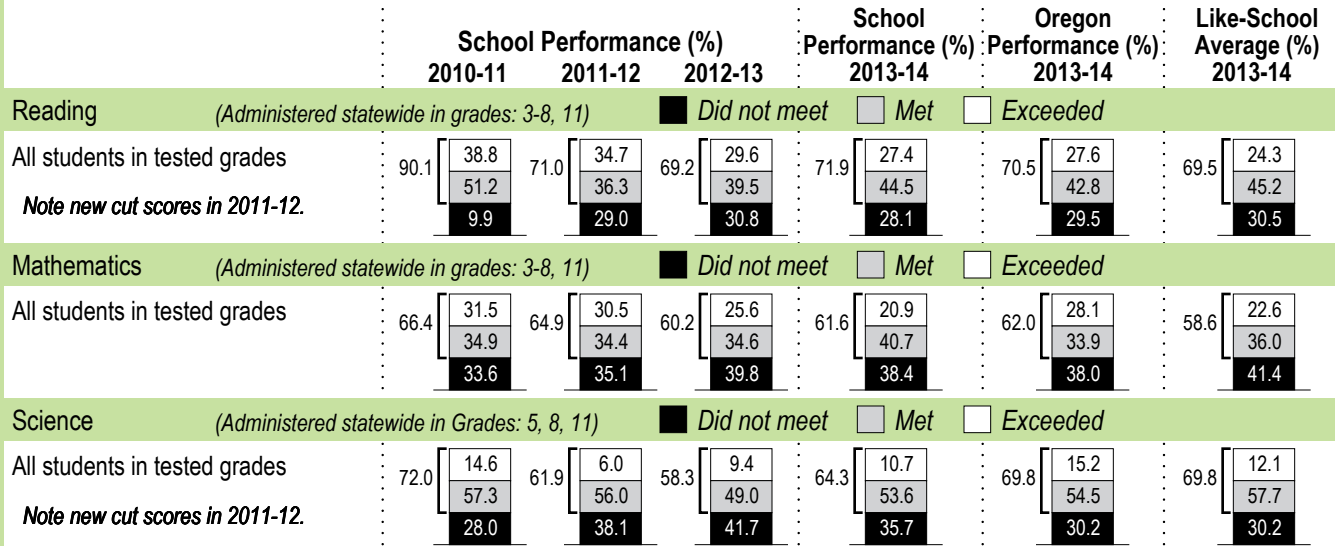 School Performance (%)
2010-11 2011-12 2012-13
School Performance (%) 2013-14
Oregon Performance (%) 2013-14
Like-School Average (%) 2013-14
Reading (Administered statewide in grades: 3-8, 11) Did not meet Met Exceeded
All students in tested grades
Note new cut scores in 2011-12.
90.1 38.8 51.2 9.9
71.0 34.7 36.3 29.0
69.2 29.6 39.5 30.8
71.9 27.4 44.5 28.1
70.5 27.6 42.8 29.5
69.5 24.3 45.2 30.5
Mathematics (Administered statewide in grades: 3-8, 11) Did not meet Met Exceeded
All students in tested grades
66.4 31.5 34.9 33.6
64.9 30.5 34.4 35.1
60.2 25.6 34.6 39.8
61.6 20.9 40.7 38.4
62.0 28.1 33.9 38.0
58.6 22.6 36.0 41.4
Science (Administered statewide in Grades: 5, 8, 11) Did not meet Met Exceeded
All students in tested grades
Note new cut scores in 2011-12.
72.0 14.6 57.3 28.0
61.9 6.0 56.0 38.1
58.3 9.4 49.0 41.7
64.3 10.7 53.6 35.7
69.8 15.2 54.5 30.2
69.8 12.1 57.7 30.2